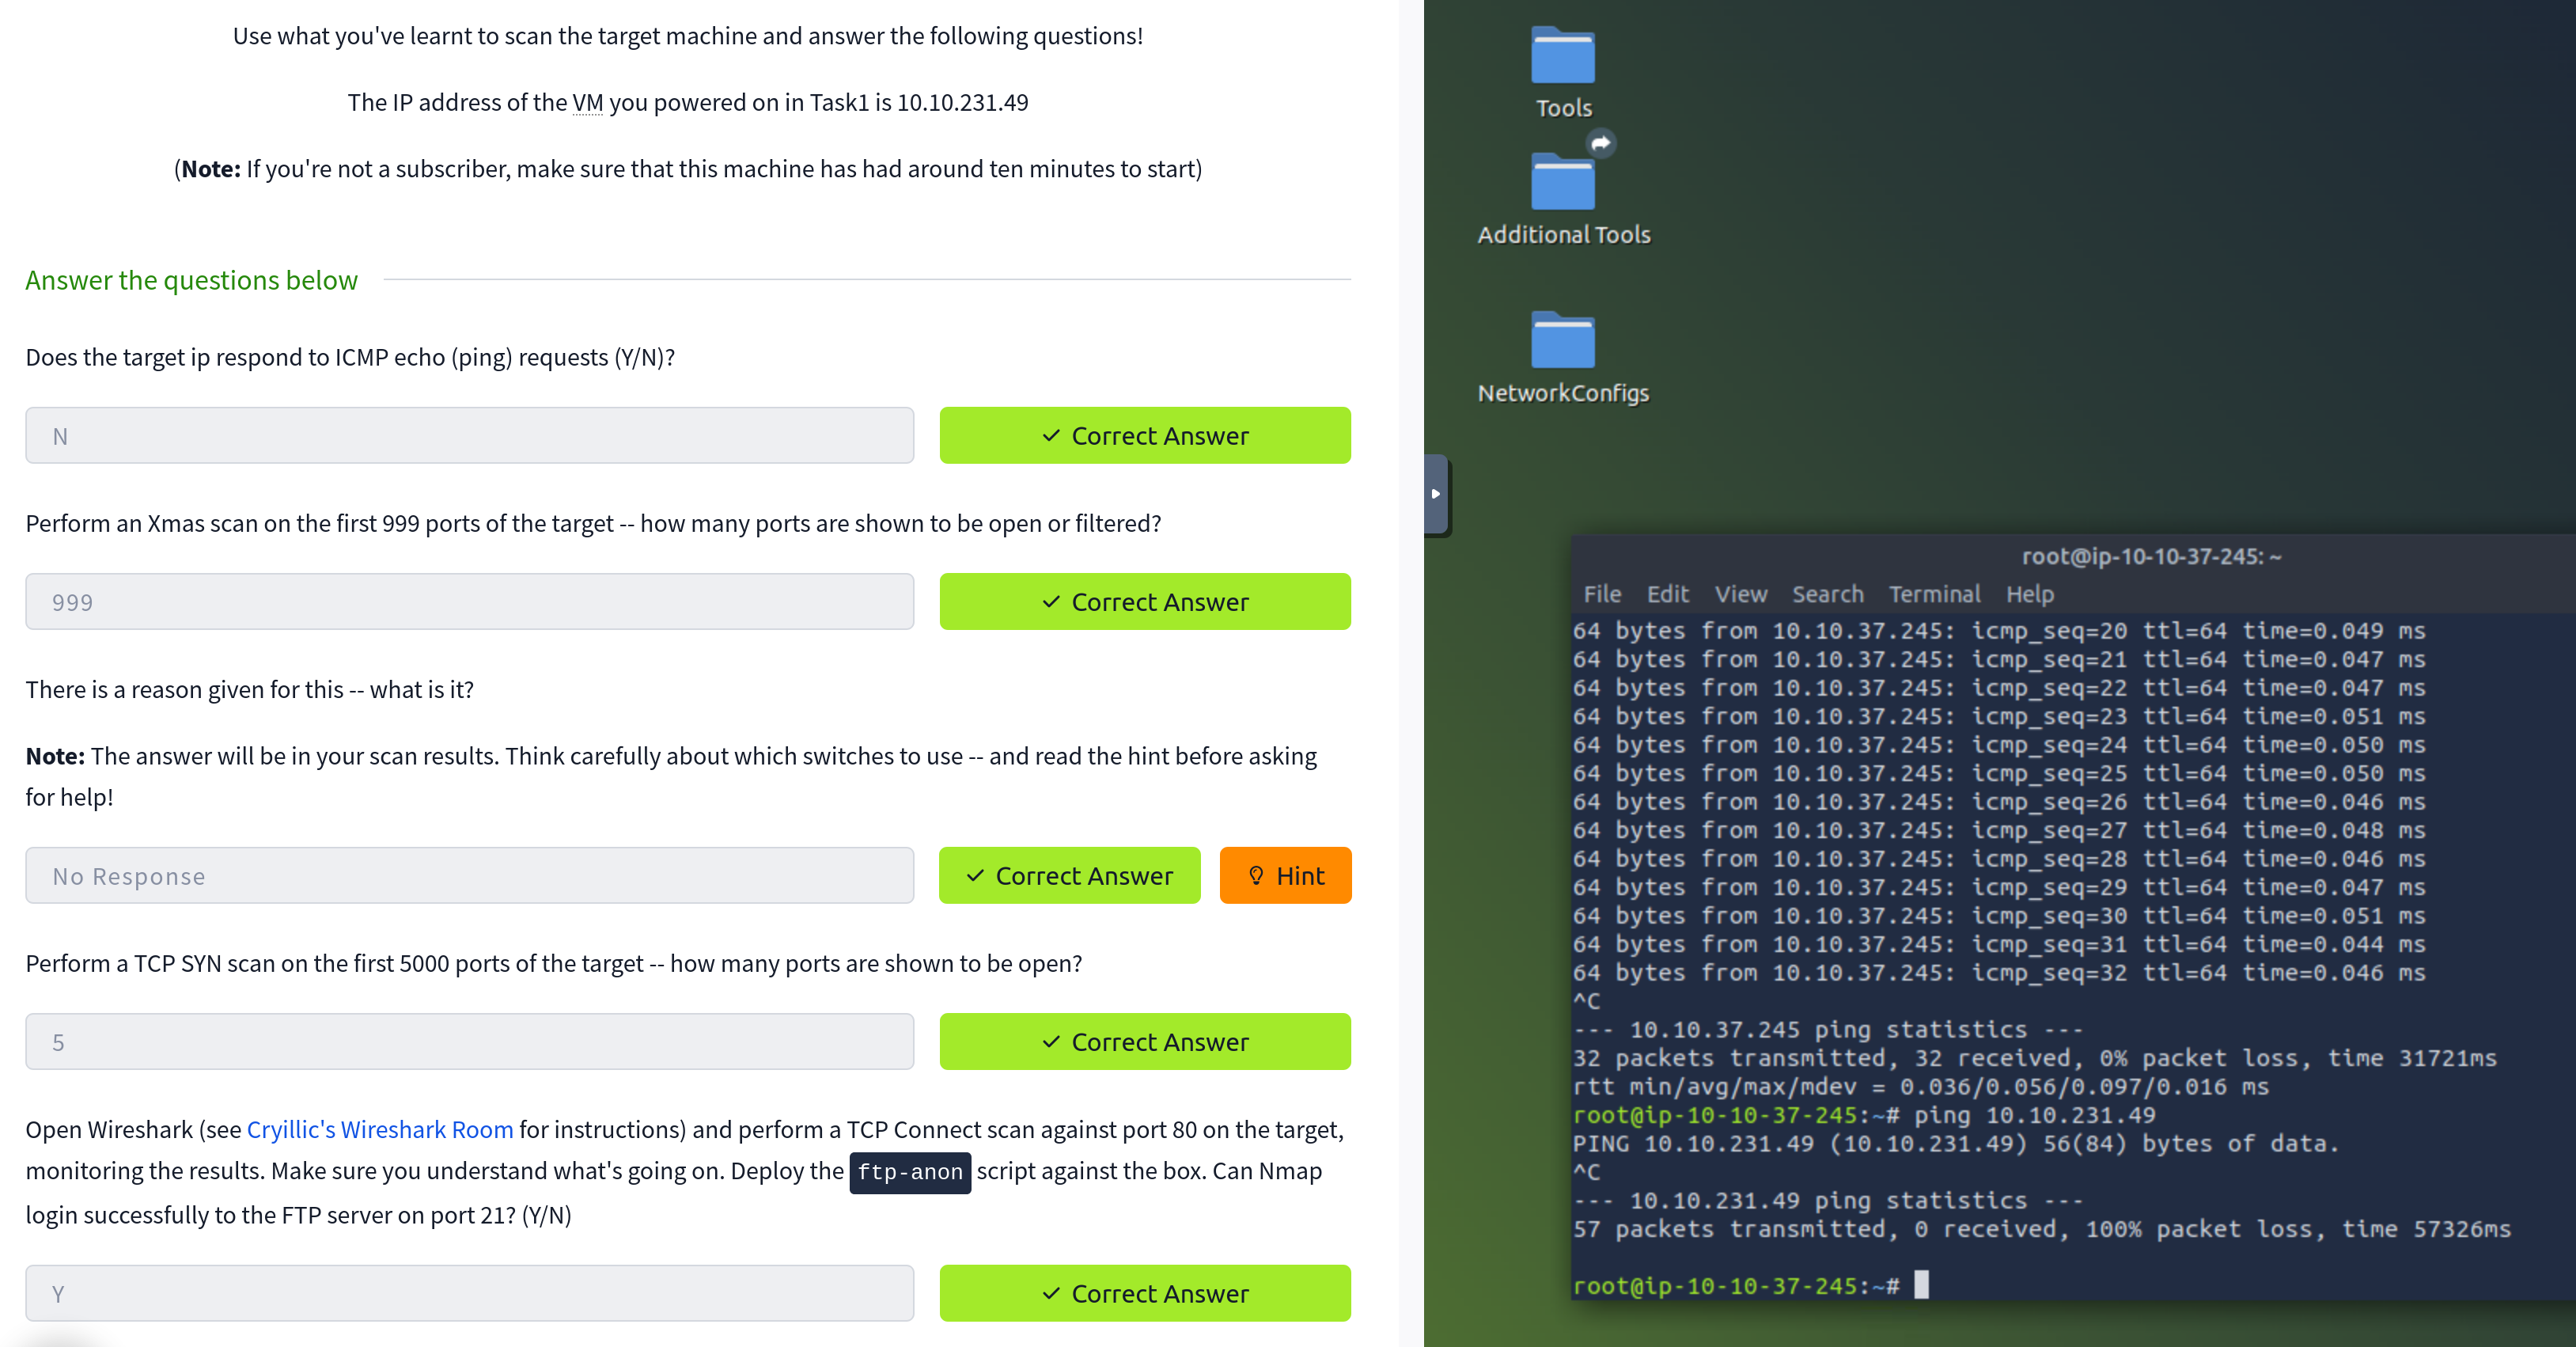 Use what you've learnt to scan the target machine and answer the following questions!
The IP address of the VM you powered on in Task1 is 10.10.231.49
(Note: If you're not a subscriber, make sure that this machine has had around ten minutes to start)
Answer the questions below
Does the target ip respond to ICMP echo (ping) requests (Y/N)?
N
Correct Answer
Perform an Xmas scan on the first 999 ports of the target -- how many ports are shown to be open or filtered?
999
Correct Answer
There is a reason given for this -- what is it?
Note: The answer will be in your scan results. Think carefully about which switches to use -- and read the hint before asking
for help!
No Response
Correct Answer
Hint
Perform a TCP SYN scan on the first 5000 ports of the target -- how many ports are shown to be open?
5
Correct Answer
Open Wireshark (see Cryillic's Wireshark Room for instructions) and perform a TCP Connect scan against port 80 on the target,
monitoring the results. Make sure you understand what's going on. Deploy the ftp-anon script against the box. Can Nmap
login successfully to the FTP server on port 21? (Y/N)
Y
Correct Answer
Tools
Additional Tools
NetworkConfigs
root@ip-10-10-37-245: ~
File Edit View Search Terminal Help
64 bytes from 10.10.37.245: icmp_seq=20 ttl=64 time=0.049 ms
64 bytes from 10.10.37.245: icmp_seq=21 ttl=64 time=0.047 ms
64 bytes from 10.10.37.245: icmp_seq=22 ttl=64 time=0.047 ms
64 bytes from 10.10.37.245: icmp_seq=23 ttl=64 time=0.051 ms
64 bytes from 10.10.37.245: icmp_seq=24 ttl=64 time=0.050 ms
64 bytes from 10.10.37.245: icmp_seq=25 ttl=64 time=0.050 ms
64 bytes from 10.10.37.245: icmp_seq=26 ttl=64 time=0.046 ms
64 bytes from 10.10.37.245: icmp_seq=27 ttl=64 time=0.048 ms
64 bytes from 10.10.37.245: icmp_seq=28 ttl=64 time=0.046 ms
64 bytes from 10.10.37.245: icmp_seq=29 ttl=64 time=0.047 ms
64 bytes from 10.10.37.245: icmp_seq=30 ttl=64 time=0.051 ms
64 bytes from 10.10.37.245: icmp_seq=31 ttl=64 time=0.044 ms
64 bytes from 10.10.37.245: icmp_seq=32 ttl=64 time=0.046 ms
^C
--- 10.10.37.245 ping statistics ---
32 packets transmitted, 32 received, 0% packet loss, time 31721ms
rtt min/avg/max/mdev = 0.036/0.056/0.097/0.016 ms
root@ip-10-10-37-245:~# ping 10.10.231.49
PING 10.10.231.49 (10.10.231.49) 56(84) bytes of data.
^C
--- 10.10.231.49 ping statistics ---
57 packets transmitted, 0 received, 100% packet loss, time 57326ms
root@ip-10-10-37-245:~#